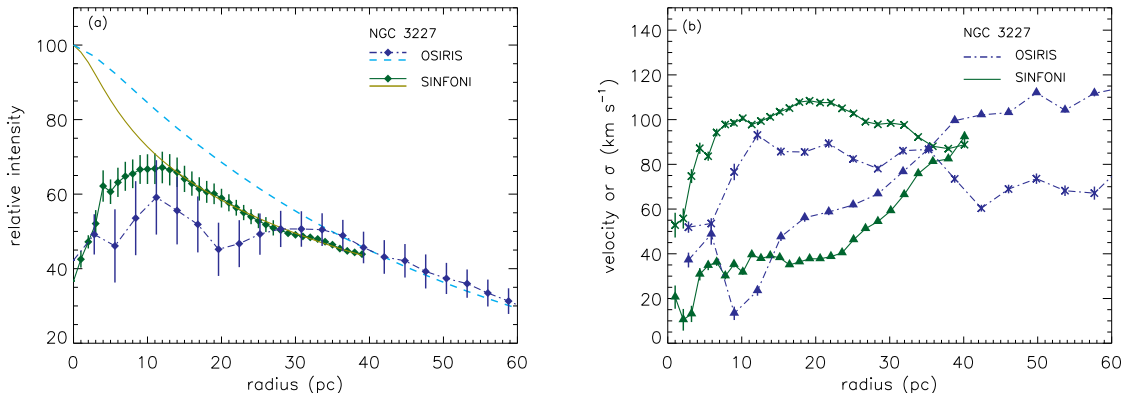 (a)
NGC 3227
OSIRIS
SINFONI
relative intensity
100
80
60
40
20
0 10 20 30 40 50 60
radius (pc)
(b)
NGC 3227
OSIRIS
SINFONI
velocity or σ (km s⁻¹)
140
120
100
80
60
40
20
0
0 10 20 30 40 50 60
radius (pc)